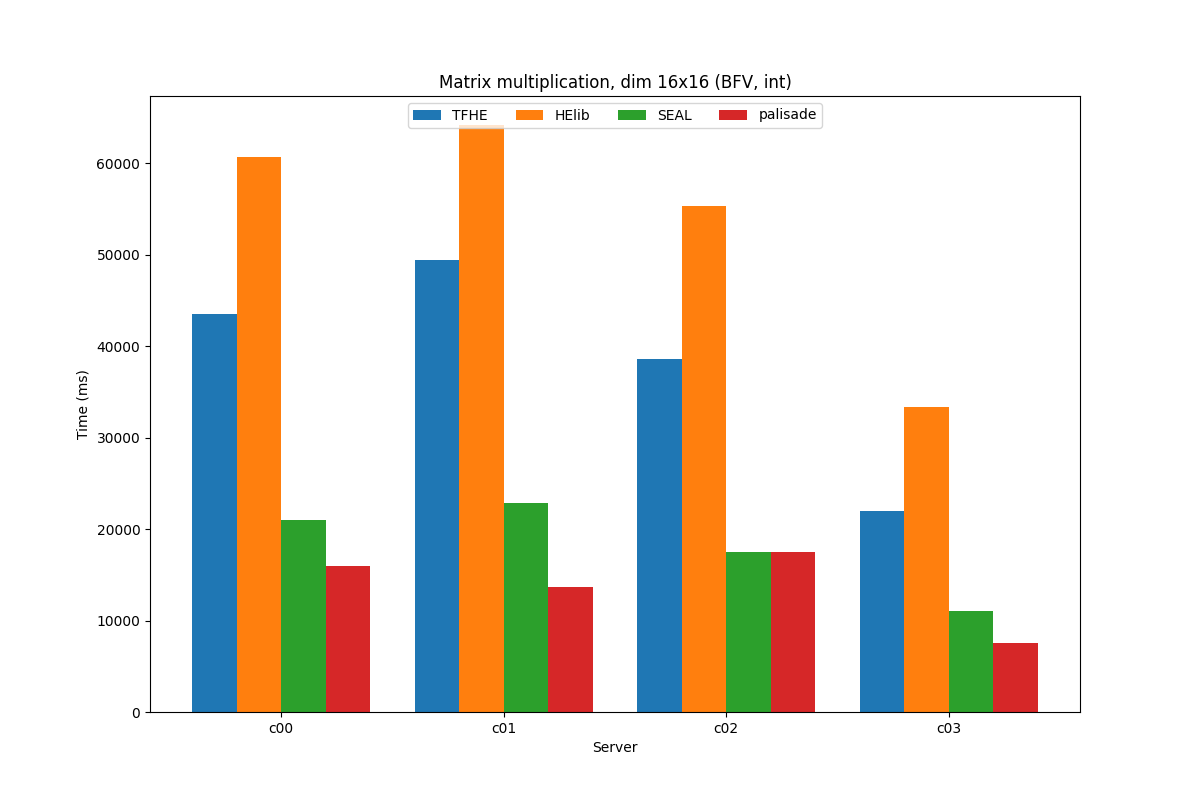 Matrix multiplication, dim 16x16 (BFV, int)
TFHE HElib SEAL palisade
60000
50000
40000
30000
20000
10000
0
Time (ms)
c00 c01 c02 c03
Server